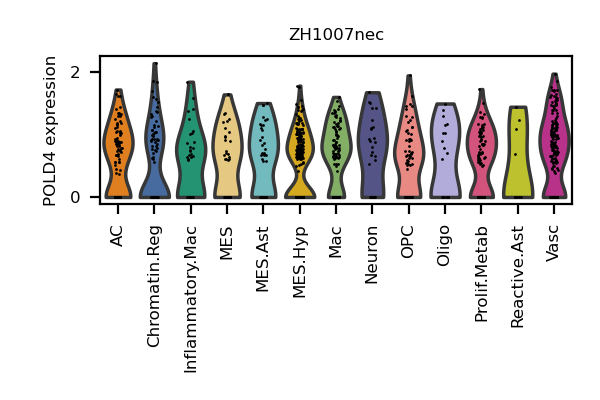 ZH1007nec
POLD4 expression
2
0
AC
Chromatin.Reg
Inflammatory.Mac
MES
MES.Ast
MES.Hyp
Mac
Neuron
OPC
Oligo
Prolif.Metab
Reactive.Ast
Vasc